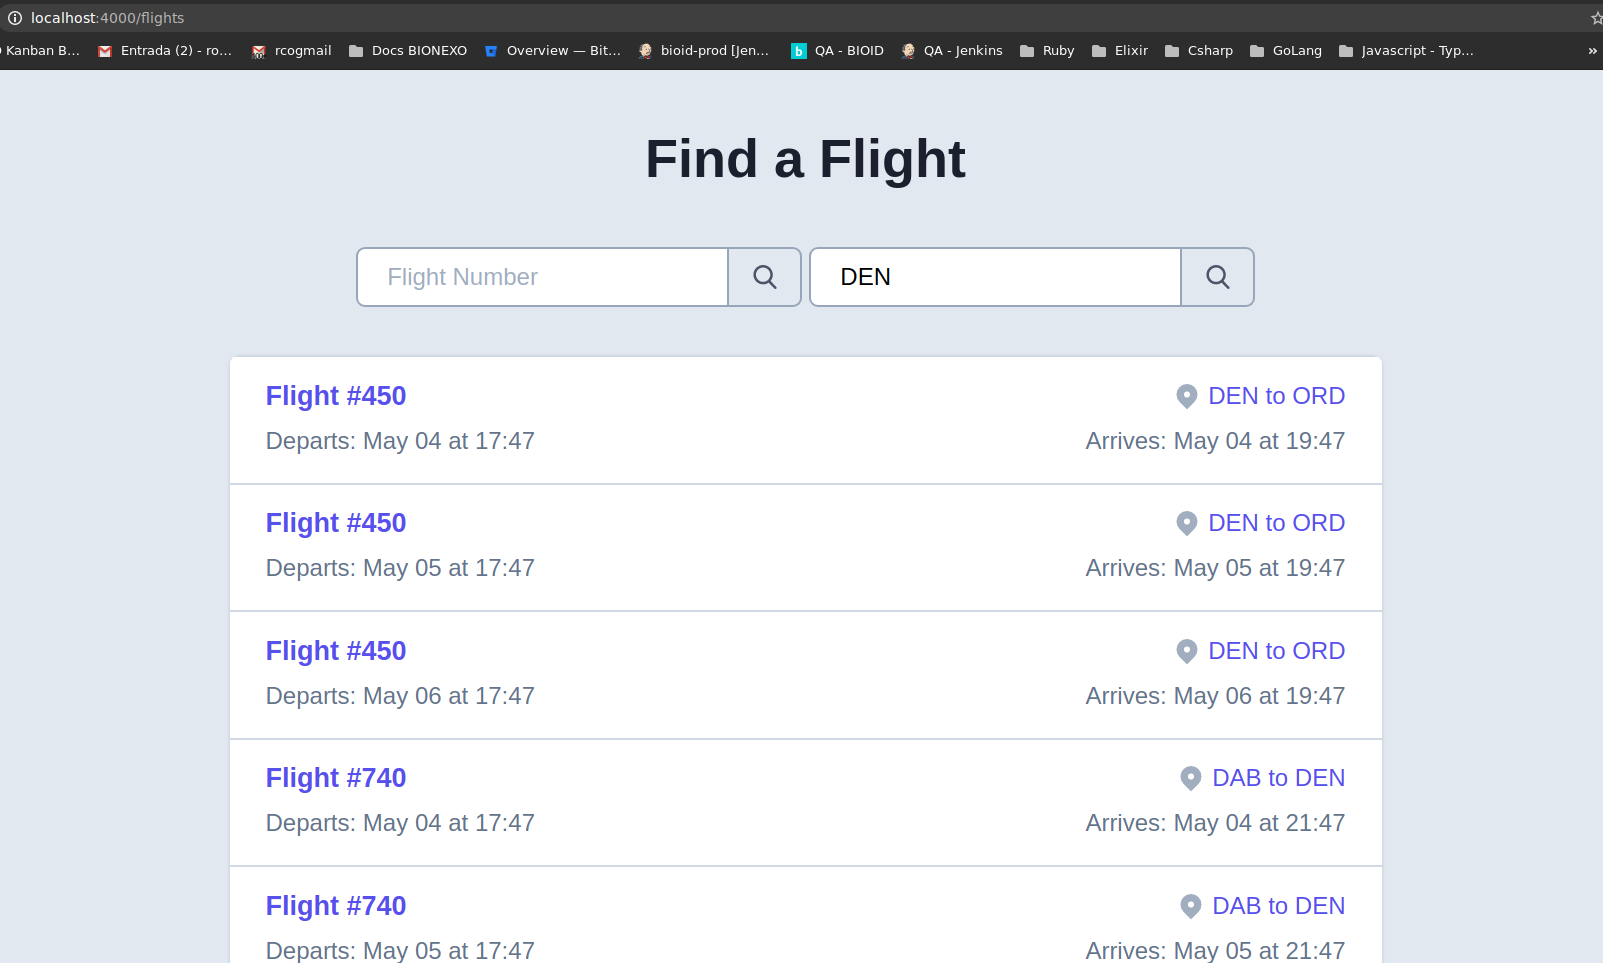 localhost:4000/flights
Kanban B... Entrada (2) - ro... rcogmail Docs BIONEXO Overview — Bit... bioid-prod [Jen... b QA - BIOID QA - Jenkins Ruby Elixir Csharp GoLang Javascript - Typ... »
Find a Flight
Flight Number DEN
Flight #450 DEN to ORD
Departs: May 04 at 17:47 Arrives: May 04 at 19:47
Flight #450 DEN to ORD
Departs: May 05 at 17:47 Arrives: May 05 at 19:47
Flight #450 DEN to ORD
Departs: May 06 at 17:47 Arrives: May 06 at 19:47
Flight #740 DAB to DEN
Departs: May 04 at 17:47 Arrives: May 04 at 21:47
Flight #740 DAB to DEN
Departs: May 05 at 17:47 Arrives: May 05 at 21:47